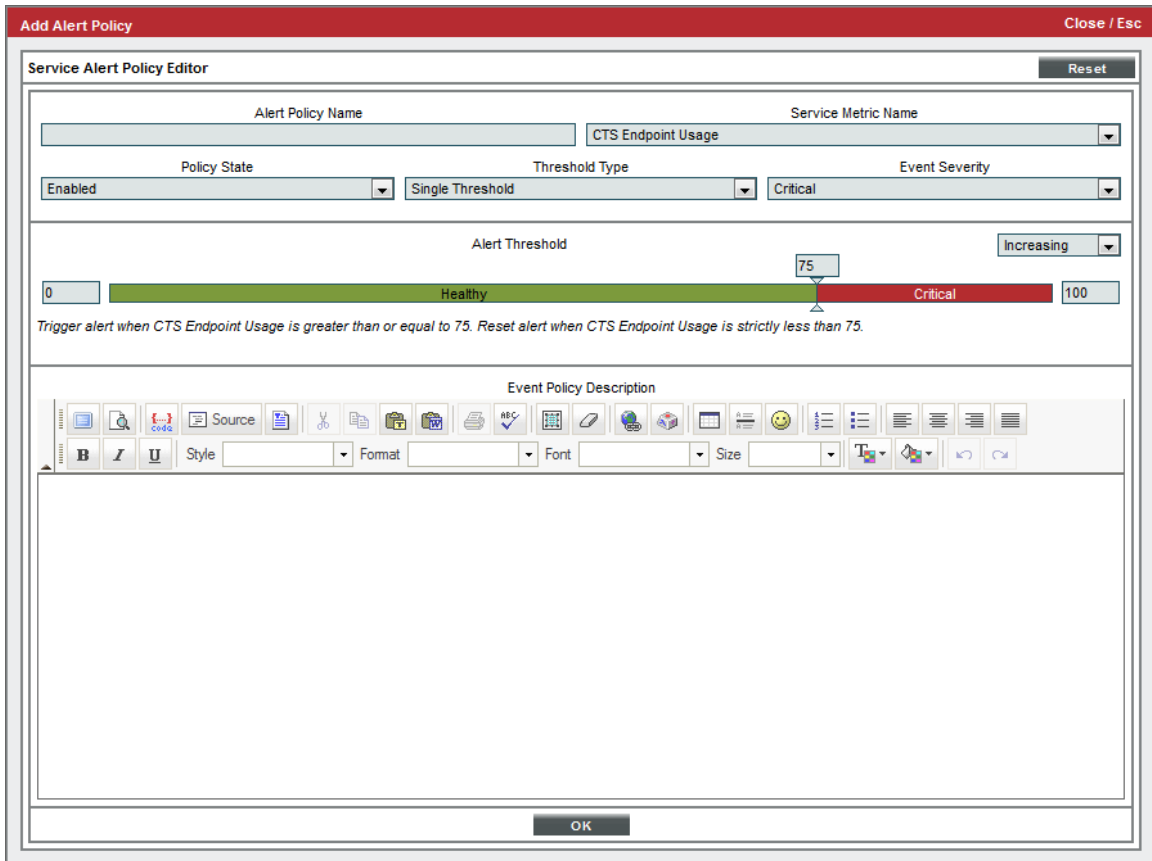 Add Alert Policy Close / Esc
Service Alert Policy Editor Reset
Alert Policy Name Service Metric Name
CTS Endpoint Usage
Policy State Threshold Type Event Severity
Enabled Single Threshold Critical
Alert Threshold Increasing
75
0 Healthy Critical 100
Trigger alert when CTS Endpoint Usage is greater than or equal to 75. Reset alert when CTS Endpoint Usage is strictly less than 75.
Event Policy Description
{...} code Source T W ABC
B I U Style Format Font Size T
OK